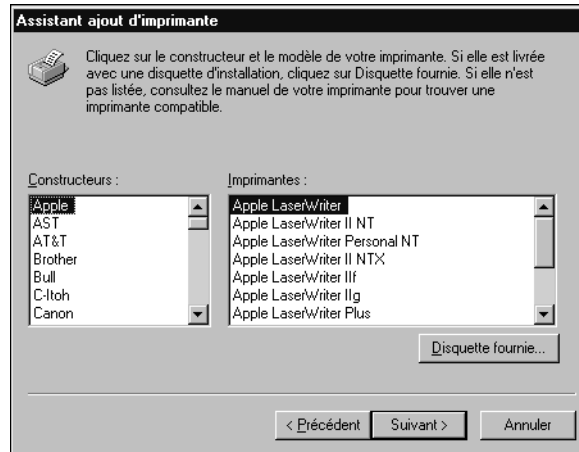 Assistant ajout d'imprimante
Cliquez sur le constructeur et le modèle de votre imprimante. Si elle est livrée
avec une disquette d'installation, cliquez sur Disquette fournie. Si elle n'est
pas listée, consultez le manuel de votre imprimante pour trouver une
imprimante compatible.
Constructeurs :
Apple
AST
AT&T
Brother
Bull
C-Itoh
Canon
Imprimantes :
Apple LaserWriter
Apple LaserWriter II NT
Apple LaserWriter Personal NT
Apple LaserWriter II NTX
Apple LaserWriter IIf
Apple LaserWriter IIg
Apple LaserWriter Plus
Disquette fournie...
< Précédent
Suivant >
Annuler